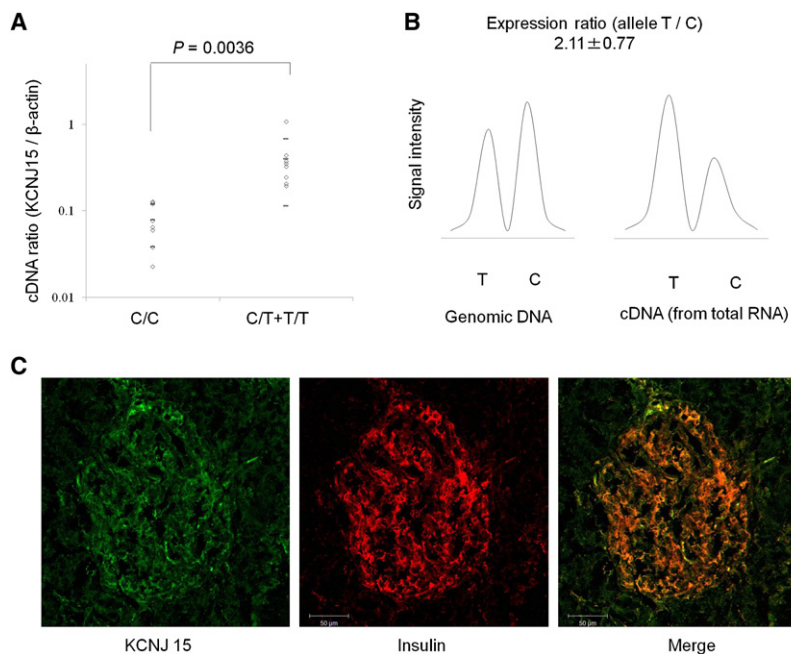 A
P = 0.0036
cDNA ratio (KCNJ15 / β-actin)
1
0.1
0.01
C/C
C/T+T/T
B
Expression ratio (allele T / C)
2.11±0.77
Signal intensity
T C
Genomic DNA
T C
cDNA (from total RNA)
C
50 μm
50 μm
KCNJ 15
Insulin
Merge